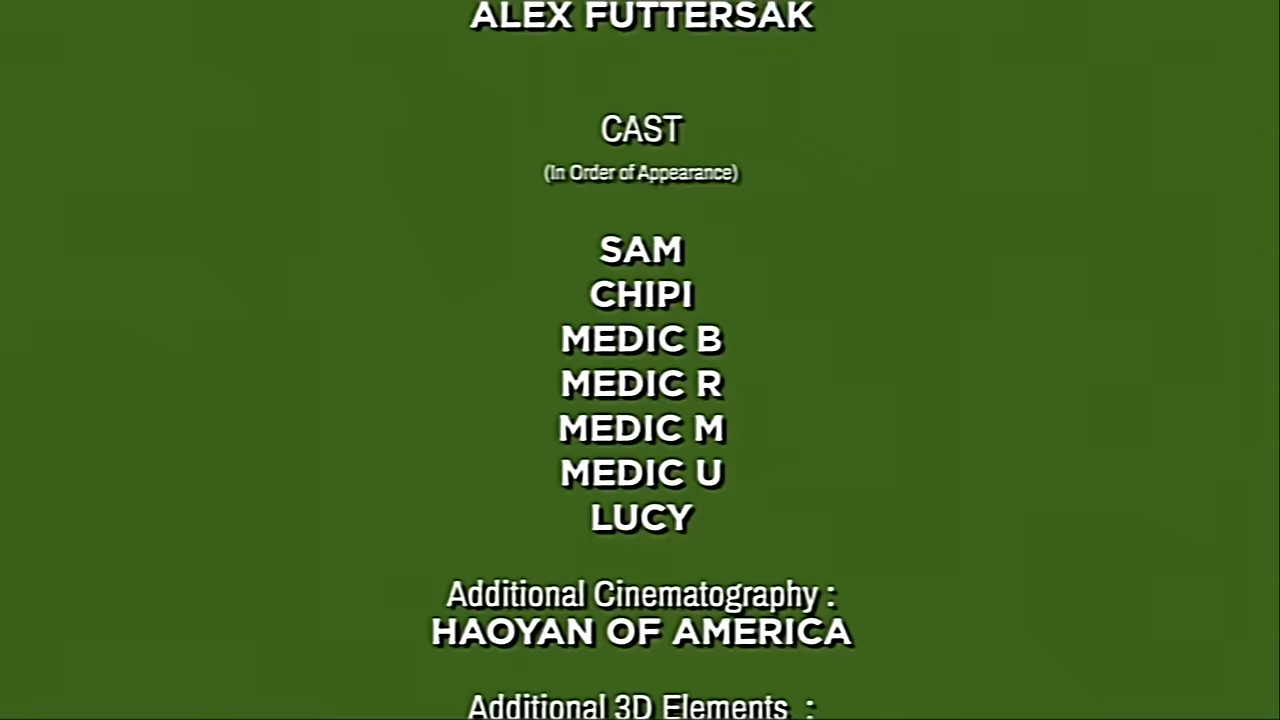 ALEX FUTTERSAK
CAST
(In Order of Appearance)
SAM
CHIPI
MEDIC B
MEDIC R
MEDIC M
MEDIC U
LUCY
Additional Cinematography :
HAOYAN OF AMERICA
Additional 3D Elements :